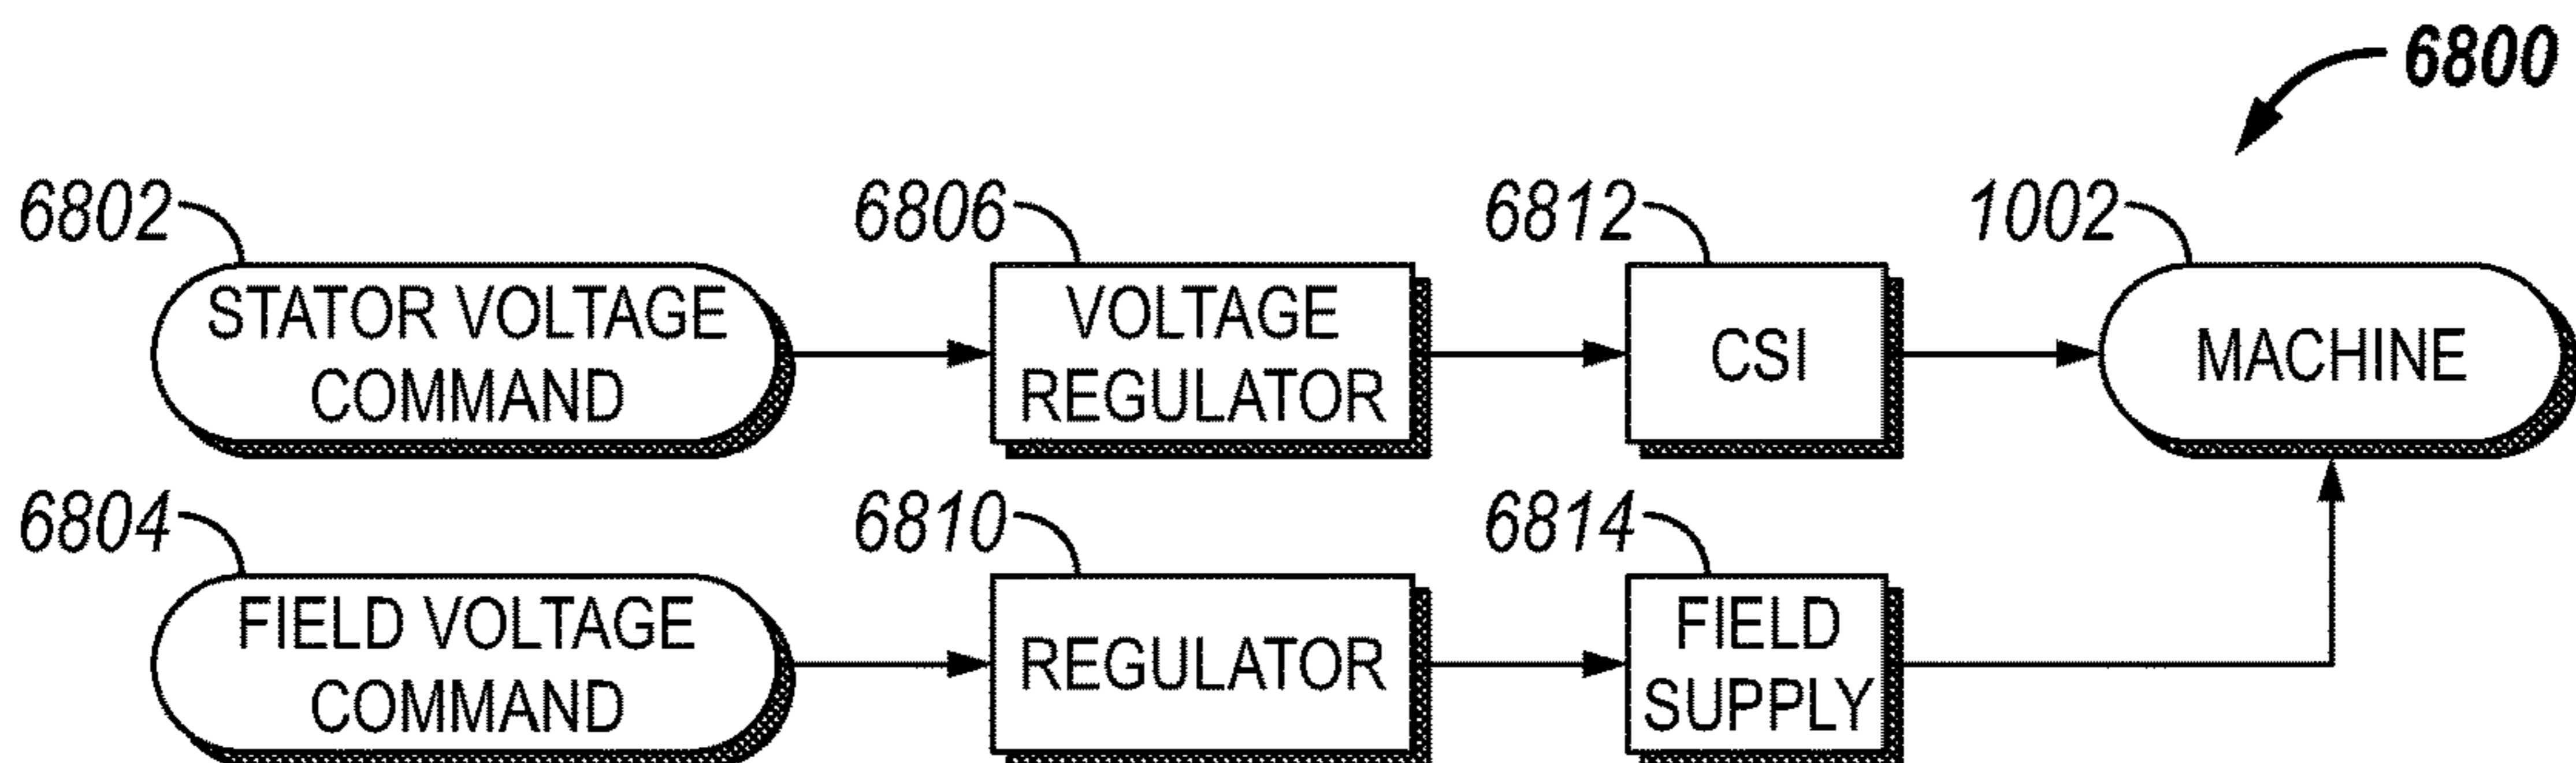 6800
6802
6806
6812
1002
STATOR VOLTAGE
COMMAND
VOLTAGE
REGULATOR
CSI
MACHINE
6804
6810
6814
FIELD VOLTAGE
COMMAND
REGULATOR
FIELD
SUPPLY